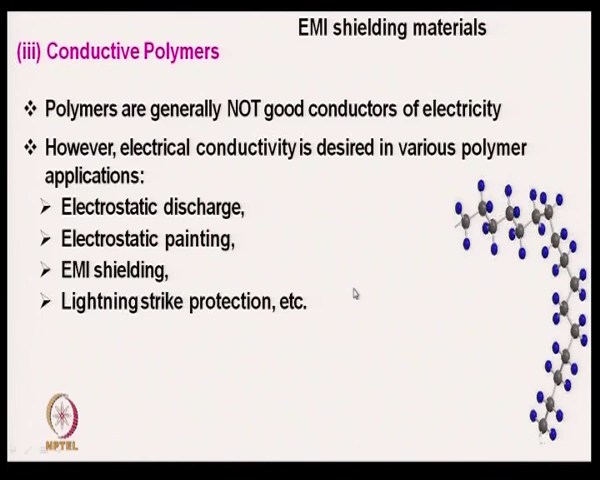 EMI shielding materials
(iii) Conductive Polymers
❖ Polymers are generally NOT good conductors of electricity
❖ However, electrical conductivity is desired in various polymer
applications:
➢ Electrostatic discharge,
➢ Electrostatic painting,
➢ EMI shielding,
➢ Lightning strike protection, etc.
NPTEL